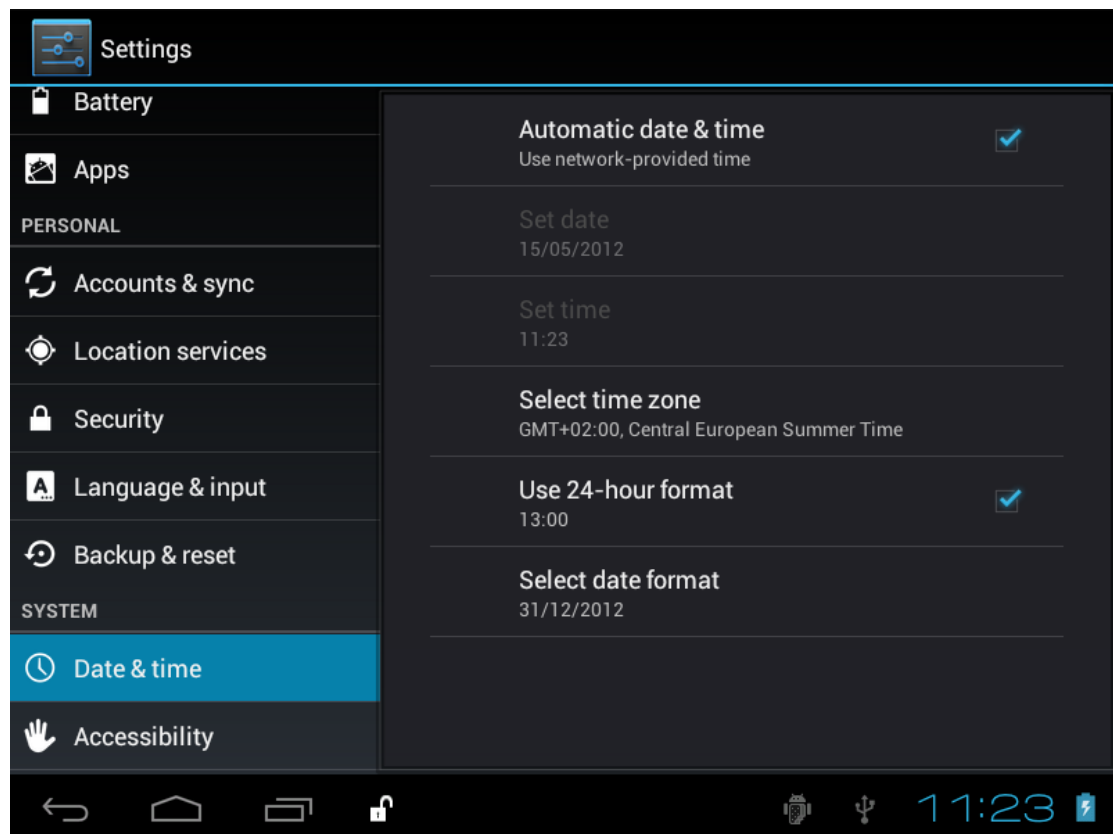 Settings
Battery
Apps
PERSONAL
Accounts & sync
Location services
Security
Language & input
Backup & reset
SYSTEM
Date & time
Accessibility
Automatic date & time
Use network-provided time
Set date
15/05/2012
Set time
11:23
Select time zone
GMT+02:00, Central European Summer Time
Use 24-hour format
13:00
Select date format
31/12/2012
11:23